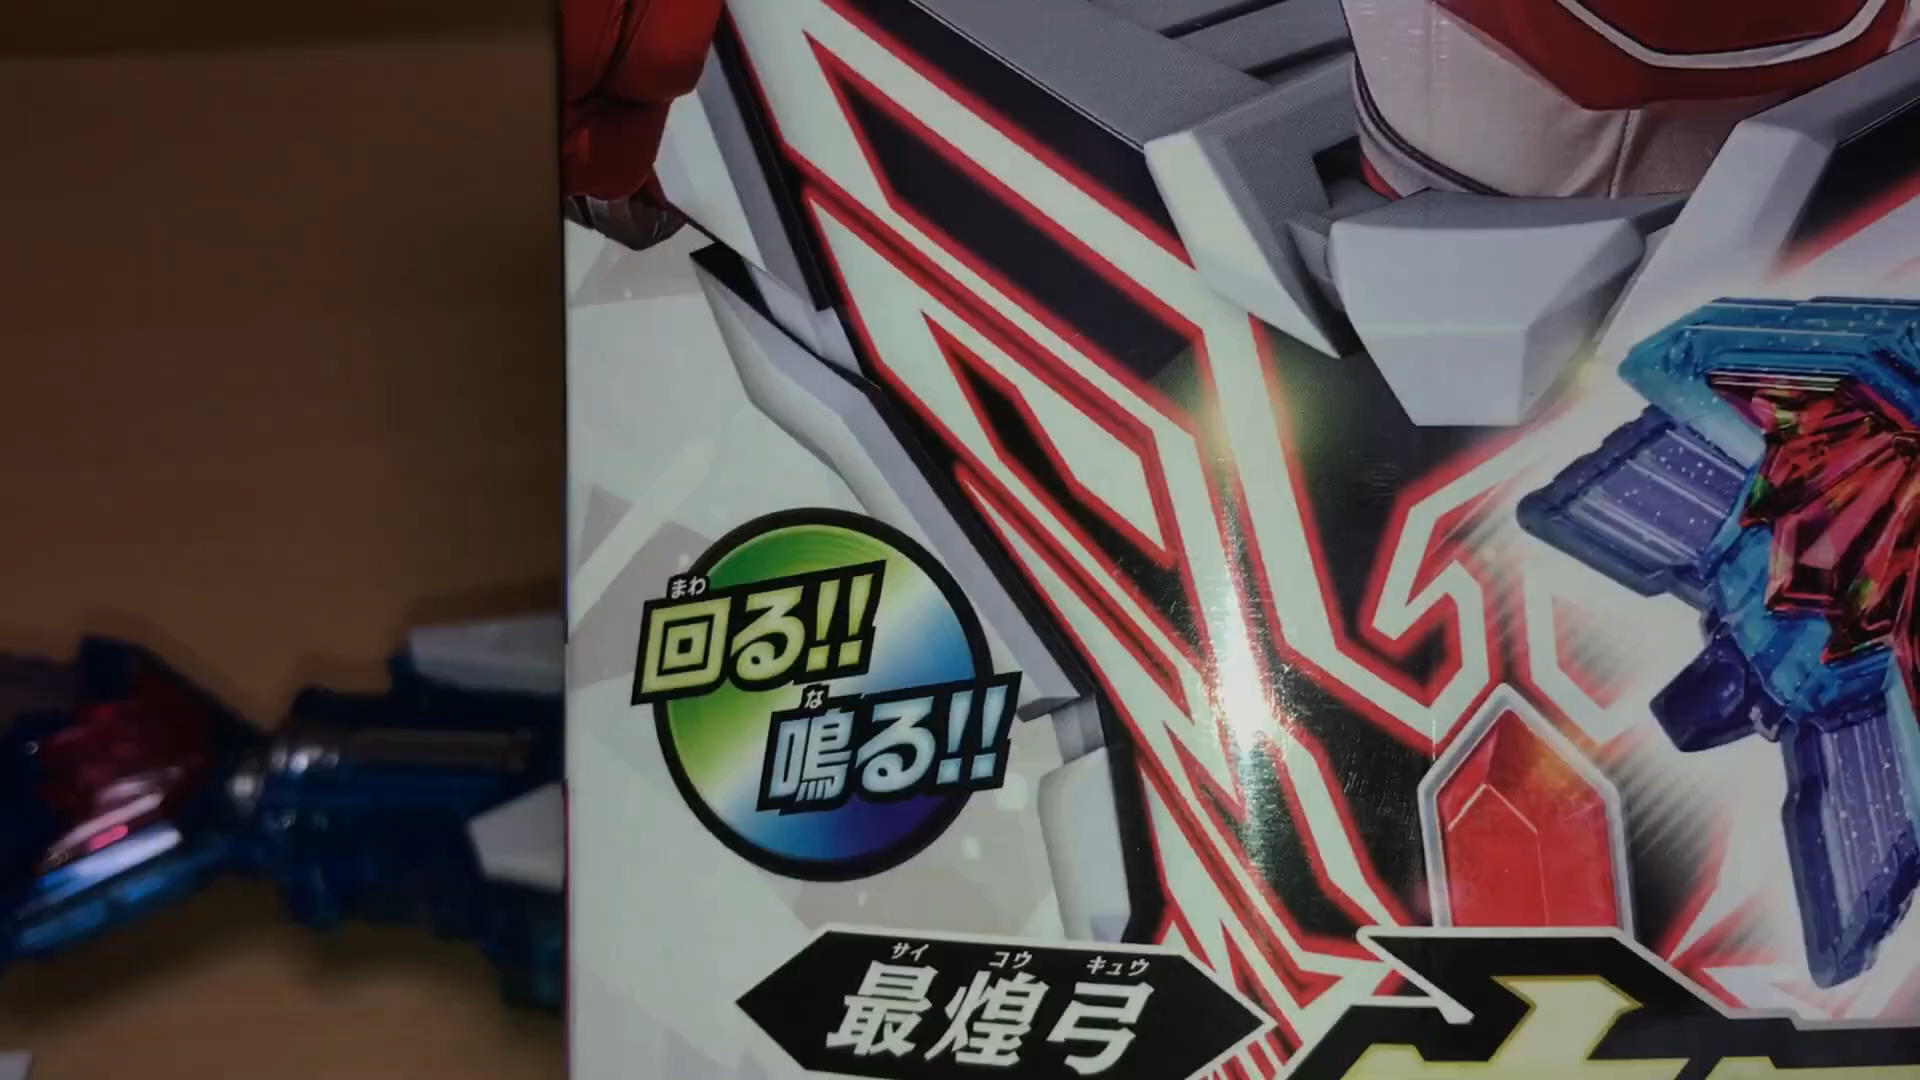 まわ
回る!!
な
鳴る!!
サイ コウ キュウ
最煌弓